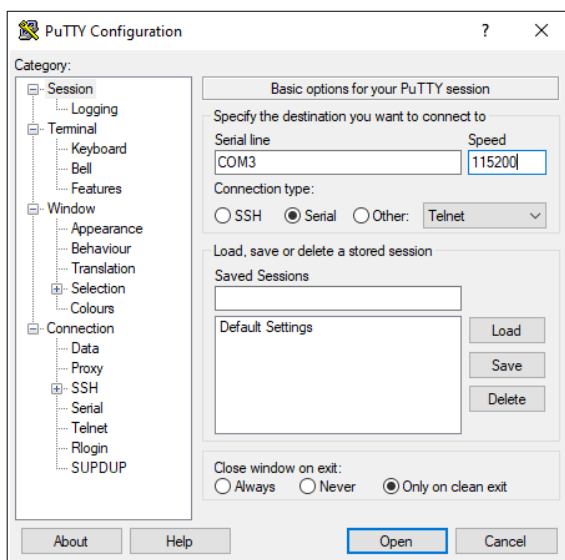 PuTTY Configuration ?
Category:
Session
Logging
Terminal
Keyboard
Bell
Features
Window
Appearance
Behaviour
Translation
Selection
Colours
Connection
Data
Proxy
SSH
Serial
Telnet
Rlogin
SUPDUP
Basic options for your PuTTY session
Specify the destination you want to connect to
Serial line Speed
COM3 115200
Connection type:
SSH Serial Other: Telnet
Load, save or delete a stored session
Saved Sessions
Default Settings
Load
Save
Delete
Close window on exit:
Always Never Only on clean exit
About Help Open Cancel